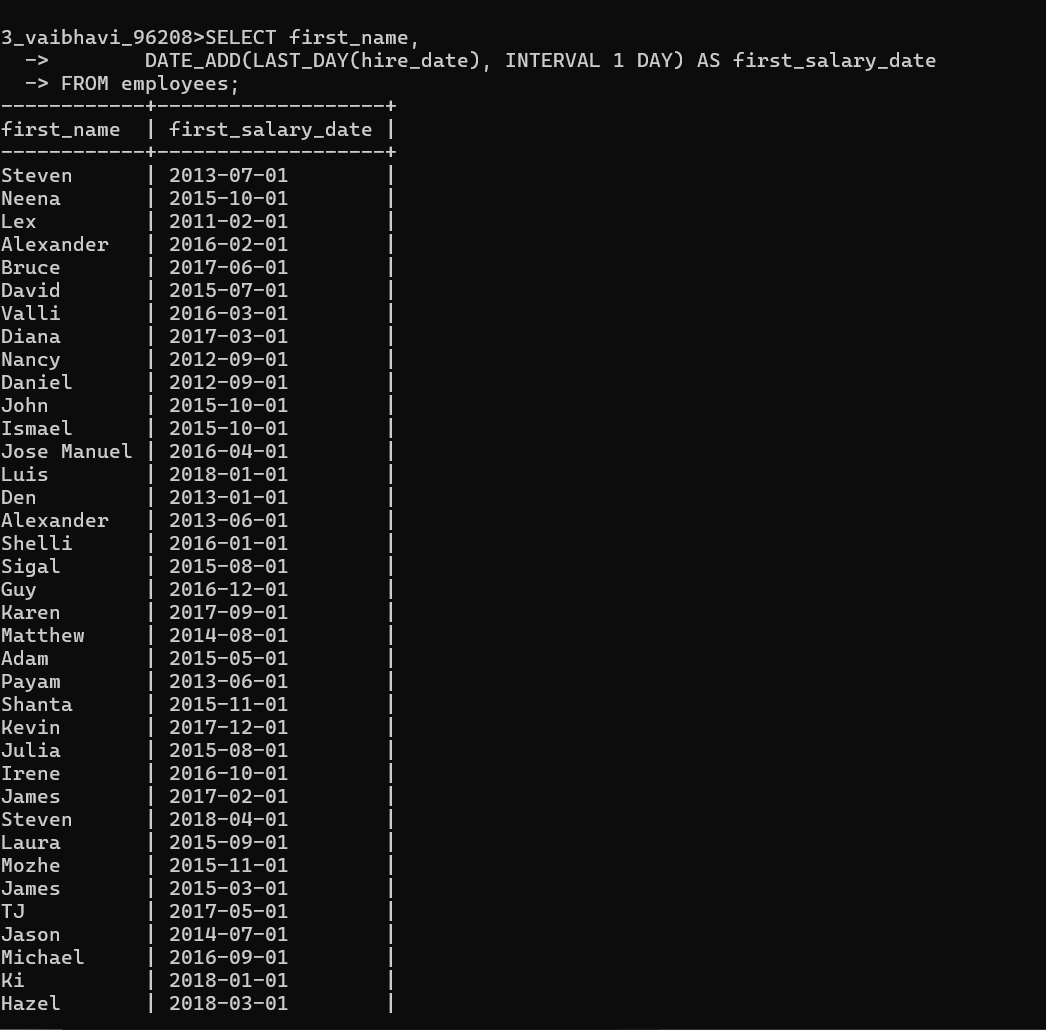 3_vaibhavi_96208>SELECT first_name,
  ->        DATE_ADD(LAST_DAY(hire_date), INTERVAL 1 DAY) AS first_salary_date
  -> FROM employees;
------------+-------------------+
first_name  | first_salary_date |
------------+-------------------+
Steven      | 2013-07-01        |
Neena       | 2015-10-01        |
Lex         | 2011-02-01        |
Alexander   | 2016-02-01        |
Bruce       | 2017-06-01        |
David       | 2015-07-01        |
Valli       | 2016-03-01        |
Diana       | 2017-03-01        |
Nancy       | 2012-09-01        |
Daniel      | 2012-09-01        |
John        | 2015-10-01        |
Ismael      | 2015-10-01        |
Jose Manuel | 2016-04-01        |
Luis        | 2018-01-01        |
Den         | 2013-01-01        |
Alexander   | 2013-06-01        |
Shelli      | 2016-01-01        |
Sigal       | 2015-08-01        |
Guy         | 2016-12-01        |
Karen       | 2017-09-01        |
Matthew     | 2014-08-01        |
Adam        | 2015-05-01        |
Payam       | 2013-06-01        |
Shanta      | 2015-11-01        |
Kevin       | 2017-12-01        |
Julia       | 2015-08-01        |
Irene       | 2016-10-01        |
James       | 2017-02-01        |
Steven      | 2018-04-01        |
Laura       | 2015-09-01        |
Mozhe       | 2015-11-01        |
James       | 2015-03-01        |
TJ          | 2017-05-01        |
Jason       | 2014-07-01        |
Michael     | 2016-09-01        |
Ki          | 2018-01-01        |
Hazel       | 2018-03-01        |